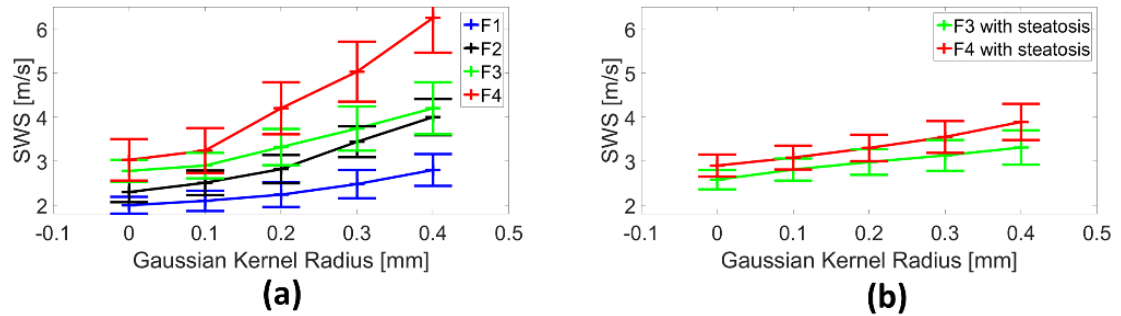 6
5
4
3
2
SWS [m/s]
-0.1 0 0.1 0.2 0.3 0.4 0.5
Gaussian Kernel Radius [mm]
F1
F2
F3
F4
(a)
6
5
4
3
2
SWS [m/s]
-0.1 0 0.1 0.2 0.3 0.4 0.5
Gaussian Kernel Radius [mm]
F3 with steatosis
F4 with steatosis
(b)